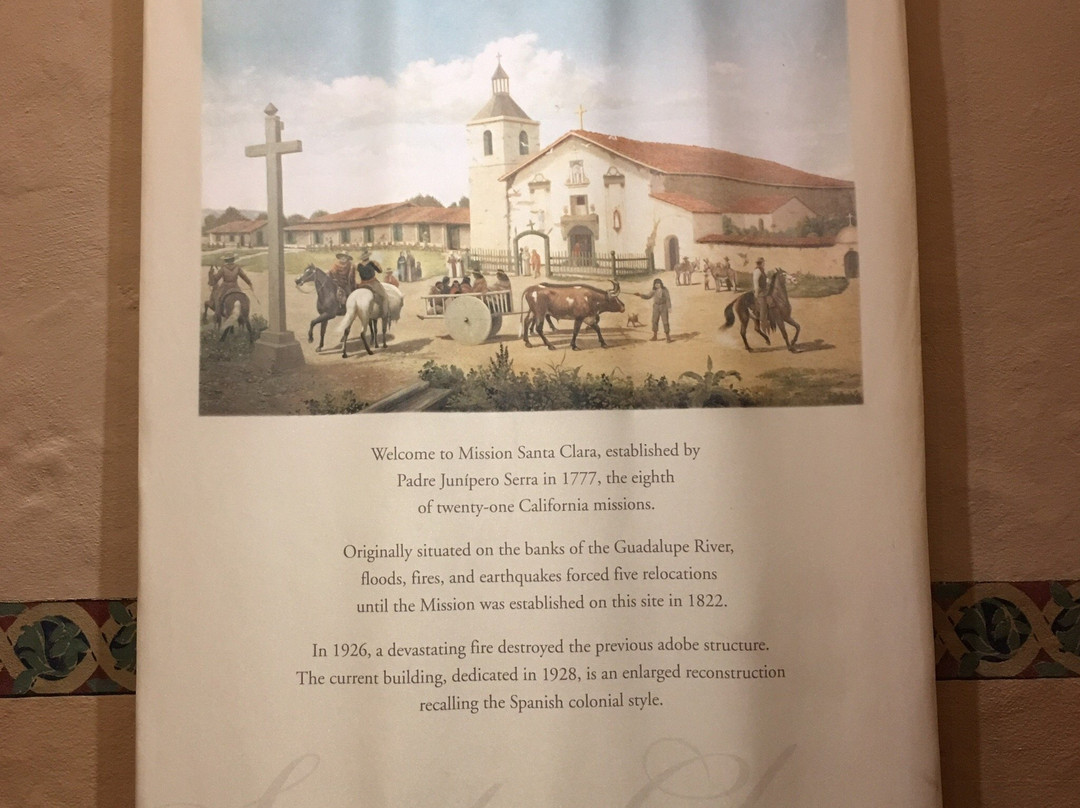 Welcome to Mission Santa Clara, established by
Padre Junípero Serra in 1777, the eighth
of twenty-one California missions.
Originally situated on the banks of the Guadalupe River,
floods, fires, and earthquakes forced five relocations
until the Mission was established on this site in 1822.
In 1926, a devastating fire destroyed the previous adobe structure.
The current building, dedicated in 1928, is an enlarged reconstruction
recalling the Spanish colonial style.